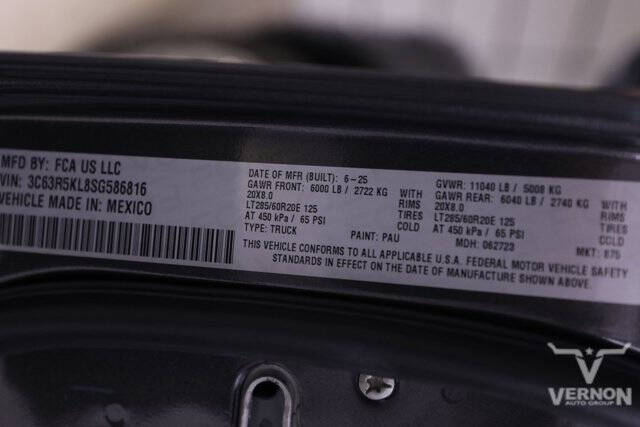 MFD BY: FCA US LLC
VIN: 3C63R5KL8SG586816
VEHICLE MADE IN: MEXICO
DATE OF MFR (BUILT): 6-25
GAWR FRONT: 6000 LB / 2722 KG WITH
20X8.0 RIMS
LT285/60R20E 125 TIRES
AT 450 kPa / 65 PSI COLD
TYPE: TRUCK PAINT: PAU
GVWR: 11040 LB / 5008 KG
GAWR REAR: 6040 LB / 2740 KG WITH
20X8.0 RIMS
LT285/60R20E 125 TIRES
AT 450 kPa / 65 PSI COLD
MDH: 062723 MKT: 875
THIS VEHICLE CONFORMS TO ALL APPLICABLE U.S.A. FEDERAL MOTOR VEHICLE SAFETY
STANDARDS IN EFFECT ON THE DATE OF MANUFACTURE SHOWN ABOVE.
VERNON
AUTO GROUP